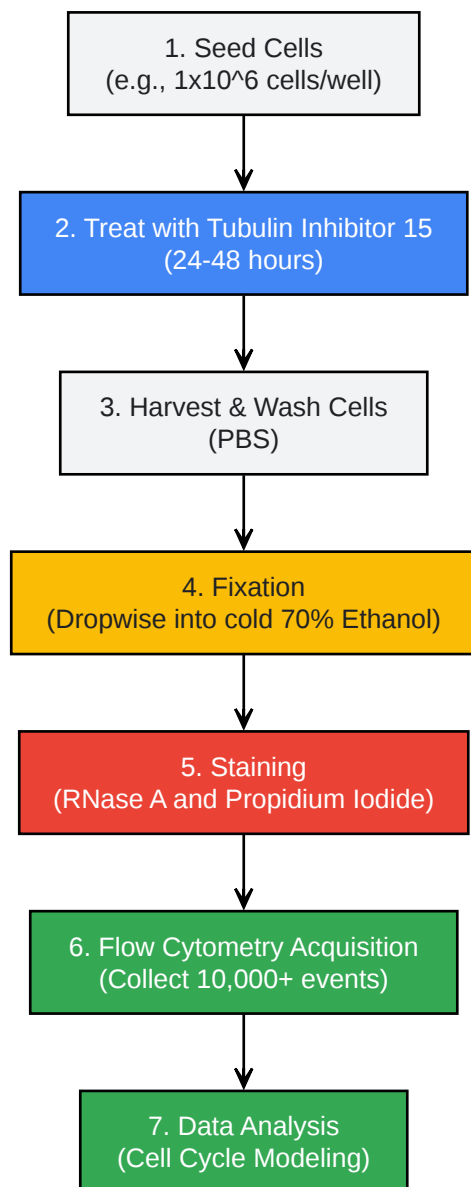 1. Seed Cells
(e.g., 1x10^6 cells/well)
2. Treat with Tubulin Inhibitor 15
(24-48 hours)
3. Harvest & Wash Cells
(PBS)
4. Fixation
(Dropwise into cold 70% Ethanol)
5. Staining
(RNase A and Propidium Iodide)
6. Flow Cytometry Acquisition
(Collect 10,000+ events)
7. Data Analysis
(Cell Cycle Modeling)